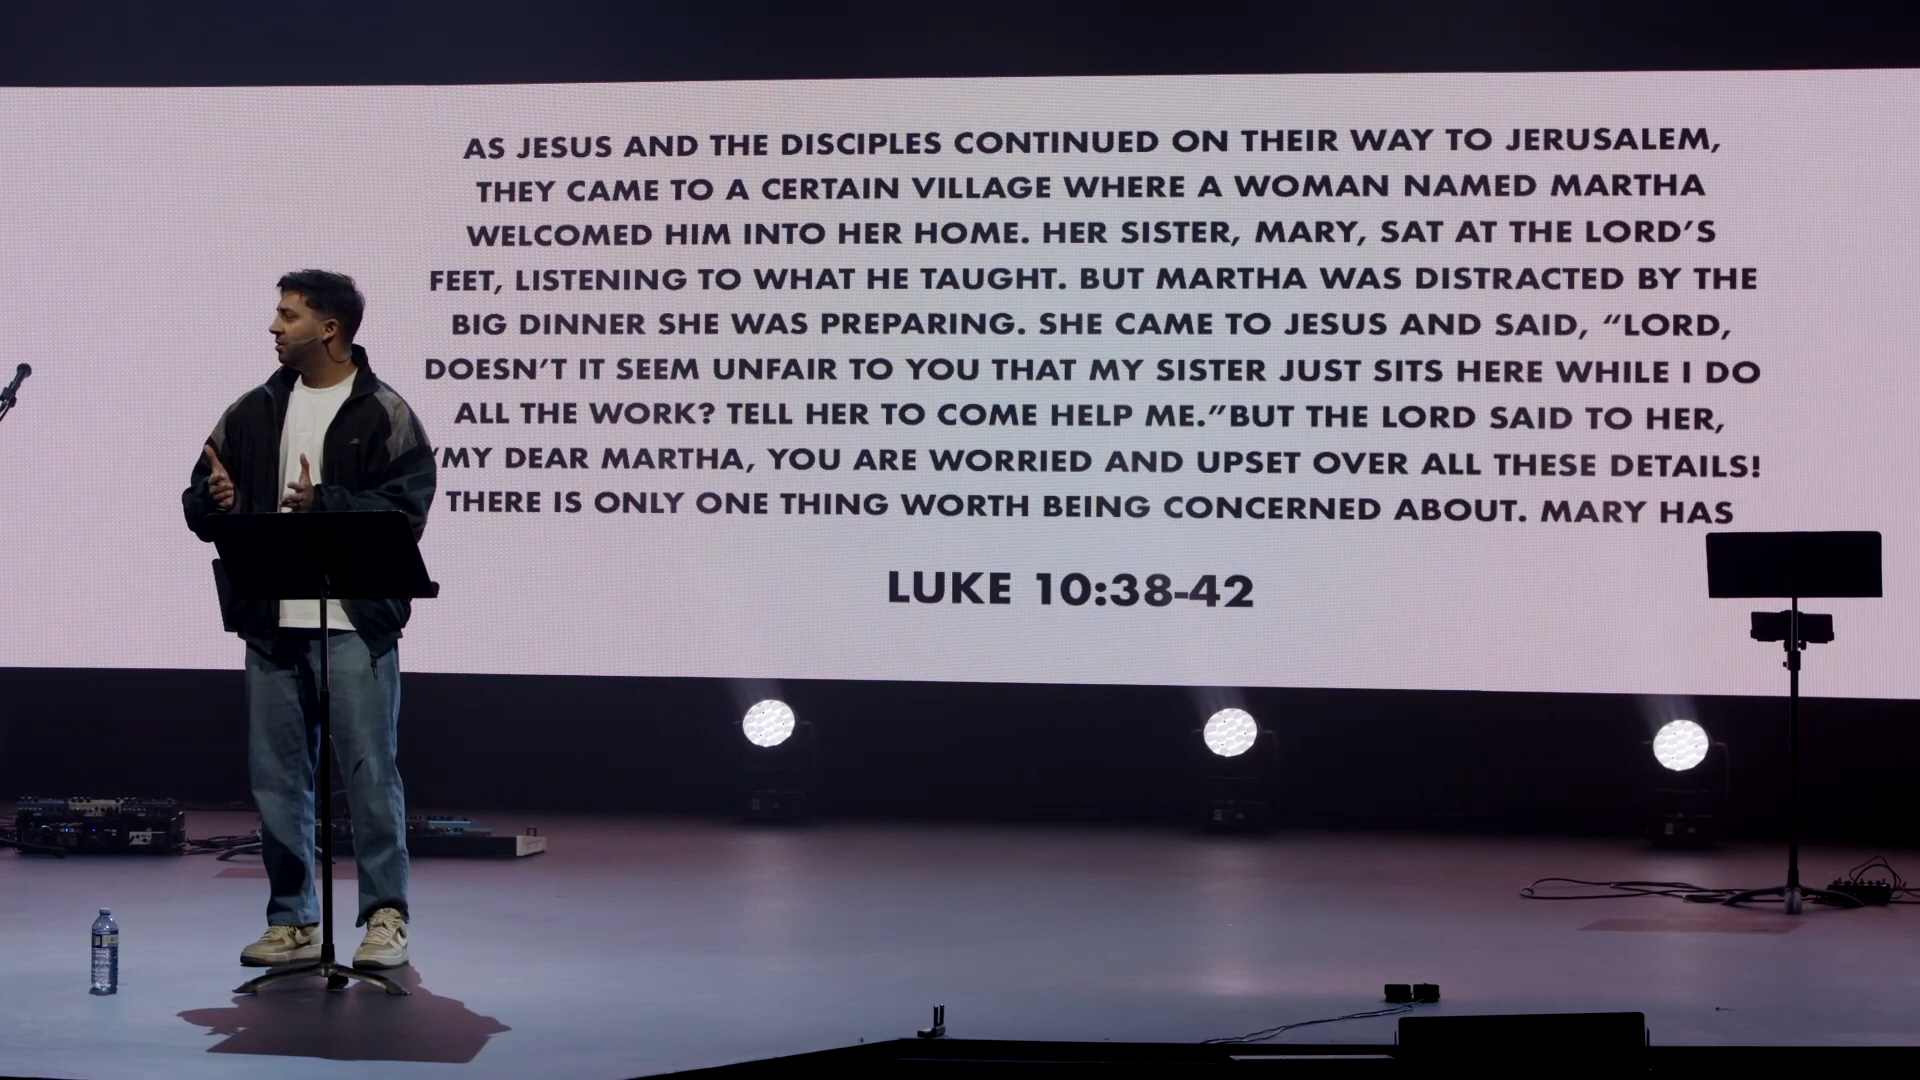 AS JESUS AND THE DISCIPLES CONTINUED ON THEIR WAY TO JERUSALEM,
THEY CAME TO A CERTAIN VILLAGE WHERE A WOMAN NAMED MARTHA
WELCOMED HIM INTO HER HOME. HER SISTER, MARY, SAT AT THE LORD’S
FEET, LISTENING TO WHAT HE TAUGHT. BUT MARTHA WAS DISTRACTED BY THE
BIG DINNER SHE WAS PREPARING. SHE CAME TO JESUS AND SAID, “LORD,
DOESN’T IT SEEM UNFAIR TO YOU THAT MY SISTER JUST SITS HERE WHILE I DO
ALL THE WORK? TELL HER TO COME HELP ME.”BUT THE LORD SAID TO HER,
“MY DEAR MARTHA, YOU ARE WORRIED AND UPSET OVER ALL THESE DETAILS!
THERE IS ONLY ONE THING WORTH BEING CONCERNED ABOUT. MARY HAS
LUKE 10:38-42